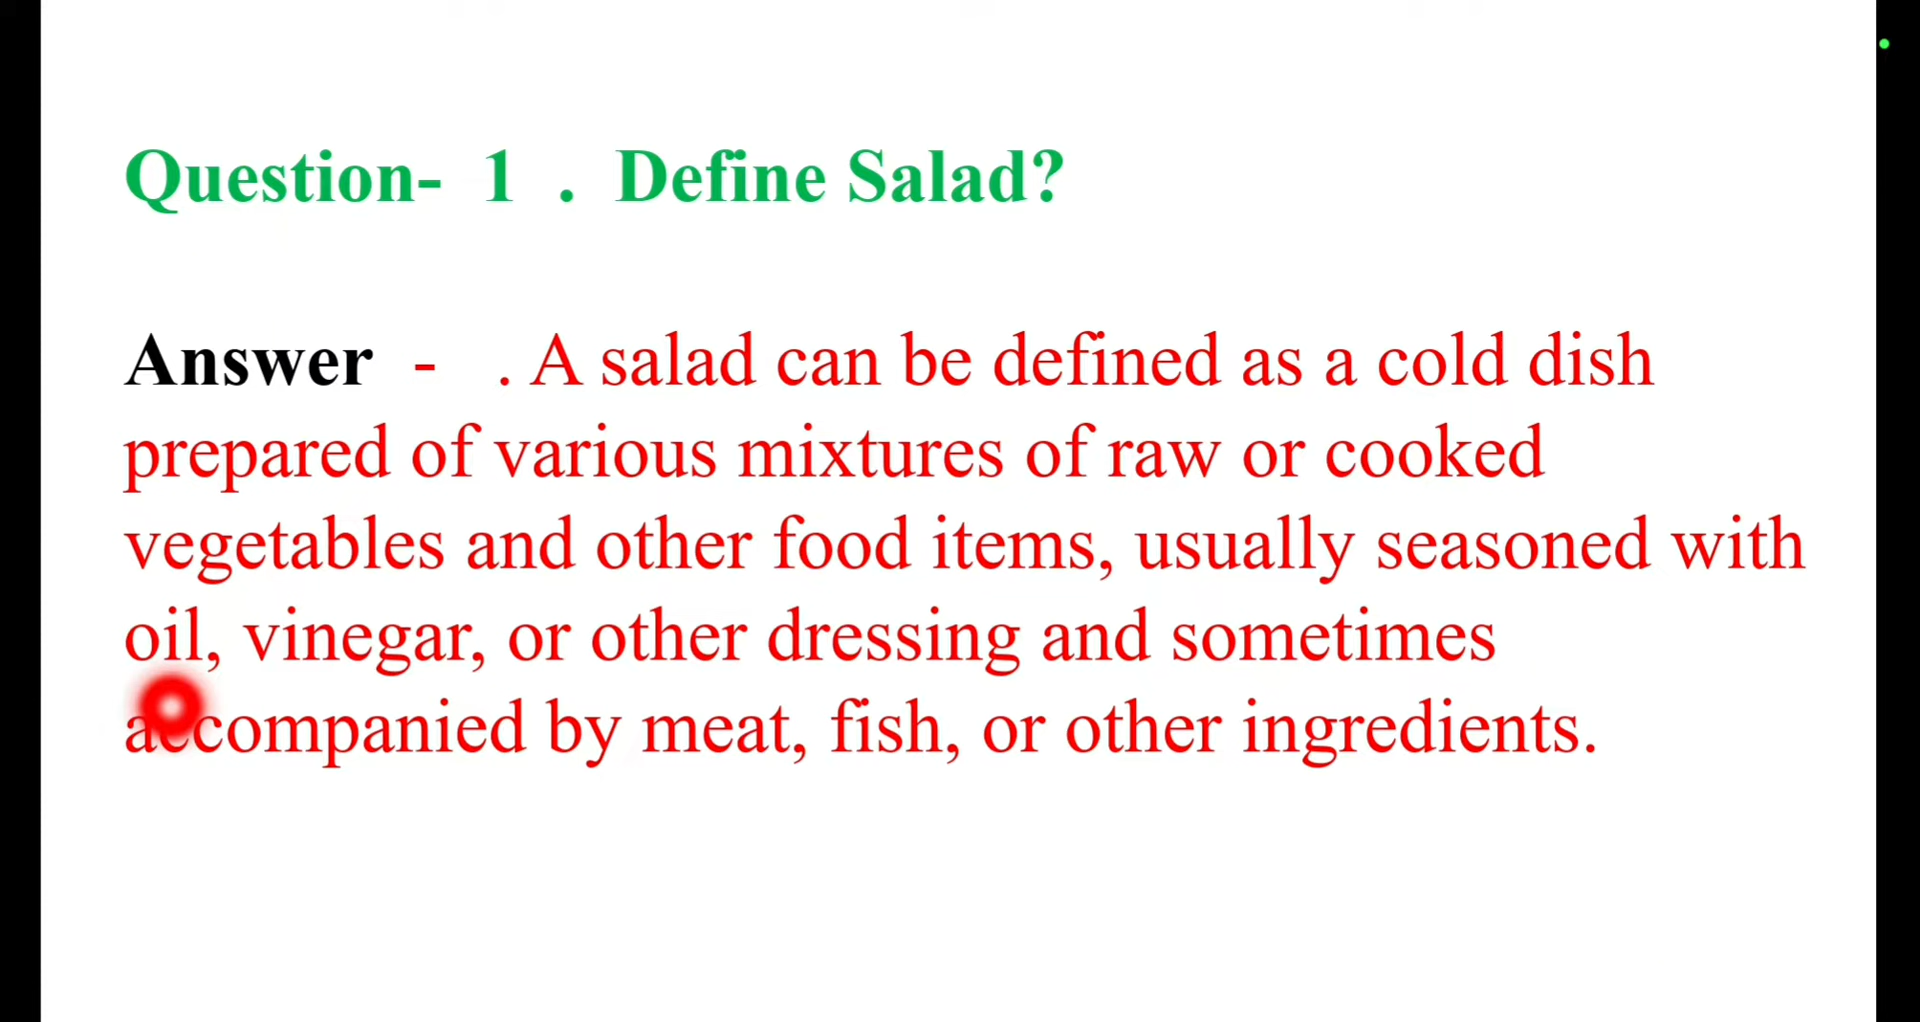 Question- 1 . Define Salad?
Answer - . A salad can be defined as a cold dish
prepared of various mixtures of raw or cooked
vegetables and other food items, usually seasoned with
oil, vinegar, or other dressing and sometimes
accompanied by meat, fish, or other ingredients.